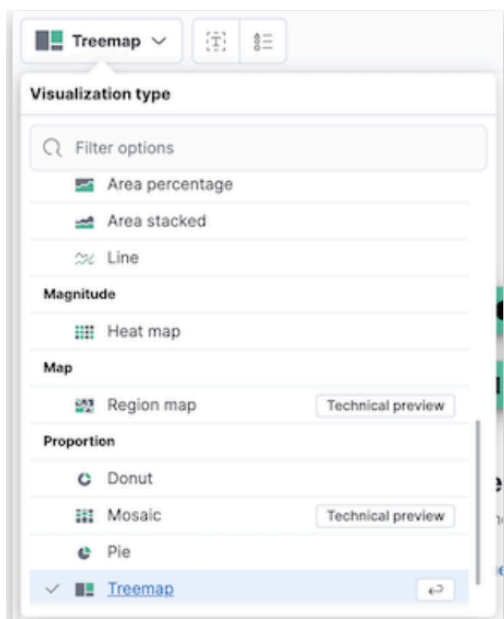 Treemap
Visualization type
Filter options
Area percentage
Area stacked
Line
Magnitude
Heat map
Map
Region map Technical preview
Proportion
Donut
Mosaic Technical preview
Pie
Treemap